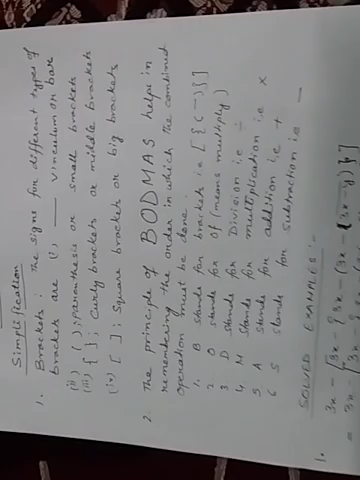 Simplification
1. Brackets: The signs for different types of
brackets are (i) ___ vinculum or bar
(ii) ( ); Parenthesis or small brackets
(iii) { }; Curly brackets or middle brackets
(iv) [ ]; Square brackets or big brackets
2. The principle of BODMAS helps in
remembering the order in which the combined
operation must be done.
1. B stands for brackets i.e [{(—)}]
2 O stands for of (means multiply)
3 D stands for Division i.e ÷
4 M stands for multiplication i.e ×
5 A stands for addition i.e +
6 S stands for subtraction i.e —
SOLVED EXAMPLES :-
1. 3x - [3x - {3x - (3x - (3x - y)}]
= 3x - [3x